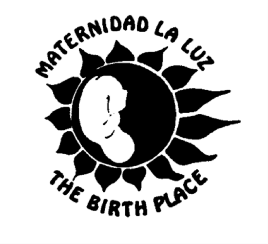 MATERNIDAD LA LUZ
THE BIRTH PLACE